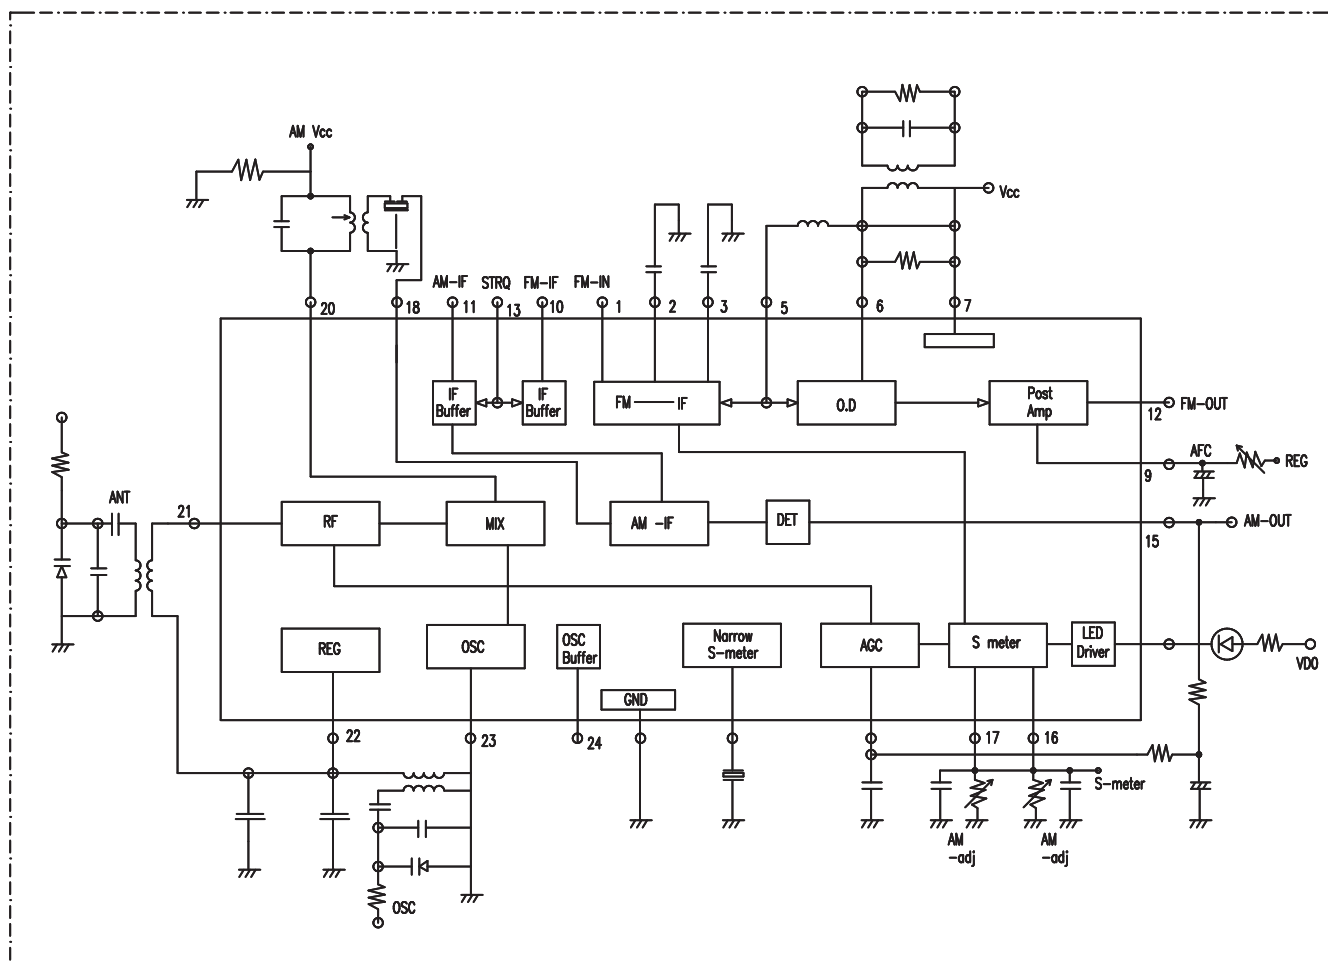 AM Vcc
Vcc
AM-IF
STRQ
FM-IF
FM-IN
20
18
11
13
10
1
2
3
5
6
7
IF
Buffer
IF
Buffer
FM
IF
O.D
Post
Amp
12
FM-OUT
AFC
REG
9
ANT
21
RF
MIX
AM -IF
DET
AM-OUT
15
REG
OSC
OSC
Buffer
Narrow
S-meter
AGC
S meter
LED
Driver
VDO
GND
22
23
24
17
16
S-meter
AM
-adj
AM
-adj
OSC